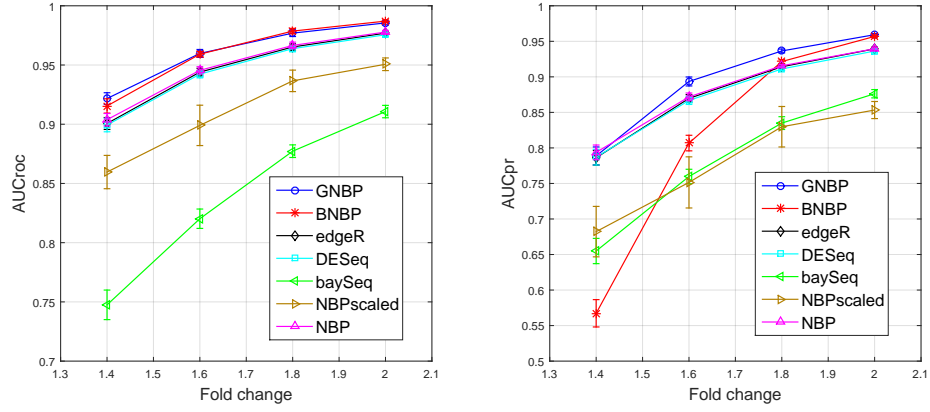 1
0.95
0.9
0.85
0.8
0.75
0.7
AUCroc
1.3
1.4
1.5
1.6
1.7
1.8
1.9
2
2.1
Fold change
GNBP
BNBP
edgeR
DESeq
baySeq
NBPscaled
NBP
1
0.95
0.9
0.85
0.8
0.75
0.7
0.65
0.6
0.55
0.5
AUCpr
1.3
1.4
1.5
1.6
1.7
1.8
1.9
2
2.1
Fold change
GNBP
BNBP
edgeR
DESeq
baySeq
NBPscaled
NBP